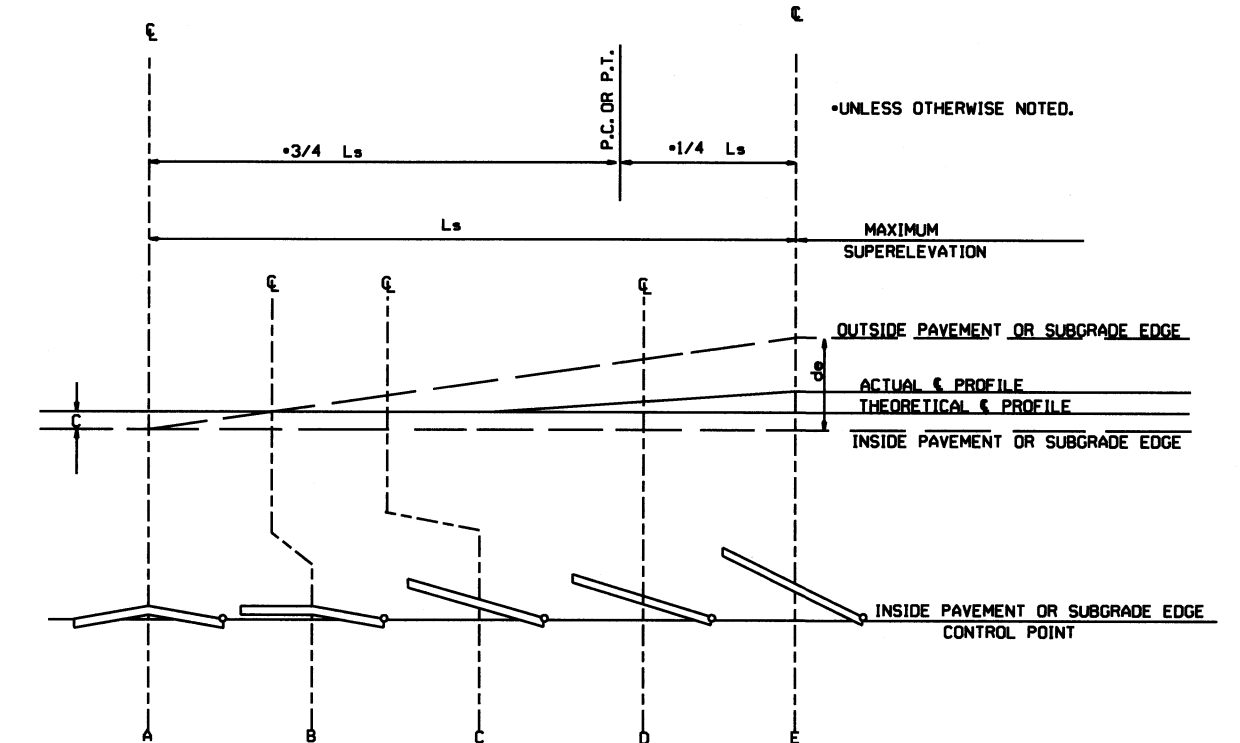 ℄
℄
P.C. OR P.T.
*UNLESS OTHERWISE NOTED.
*3/4 Ls
*1/4 Ls
Ls
MAXIMUM
SUPERELEVATION
℄
℄
℄
OUTSIDE PAVEMENT OR SUBGRADE EDGE
de
ACTUAL ℄ PROFILE
THEORETICAL ℄ PROFILE
C
INSIDE PAVEMENT OR SUBGRADE EDGE
INSIDE PAVEMENT OR SUBGRADE EDGE
CONTROL POINT
A B C D E